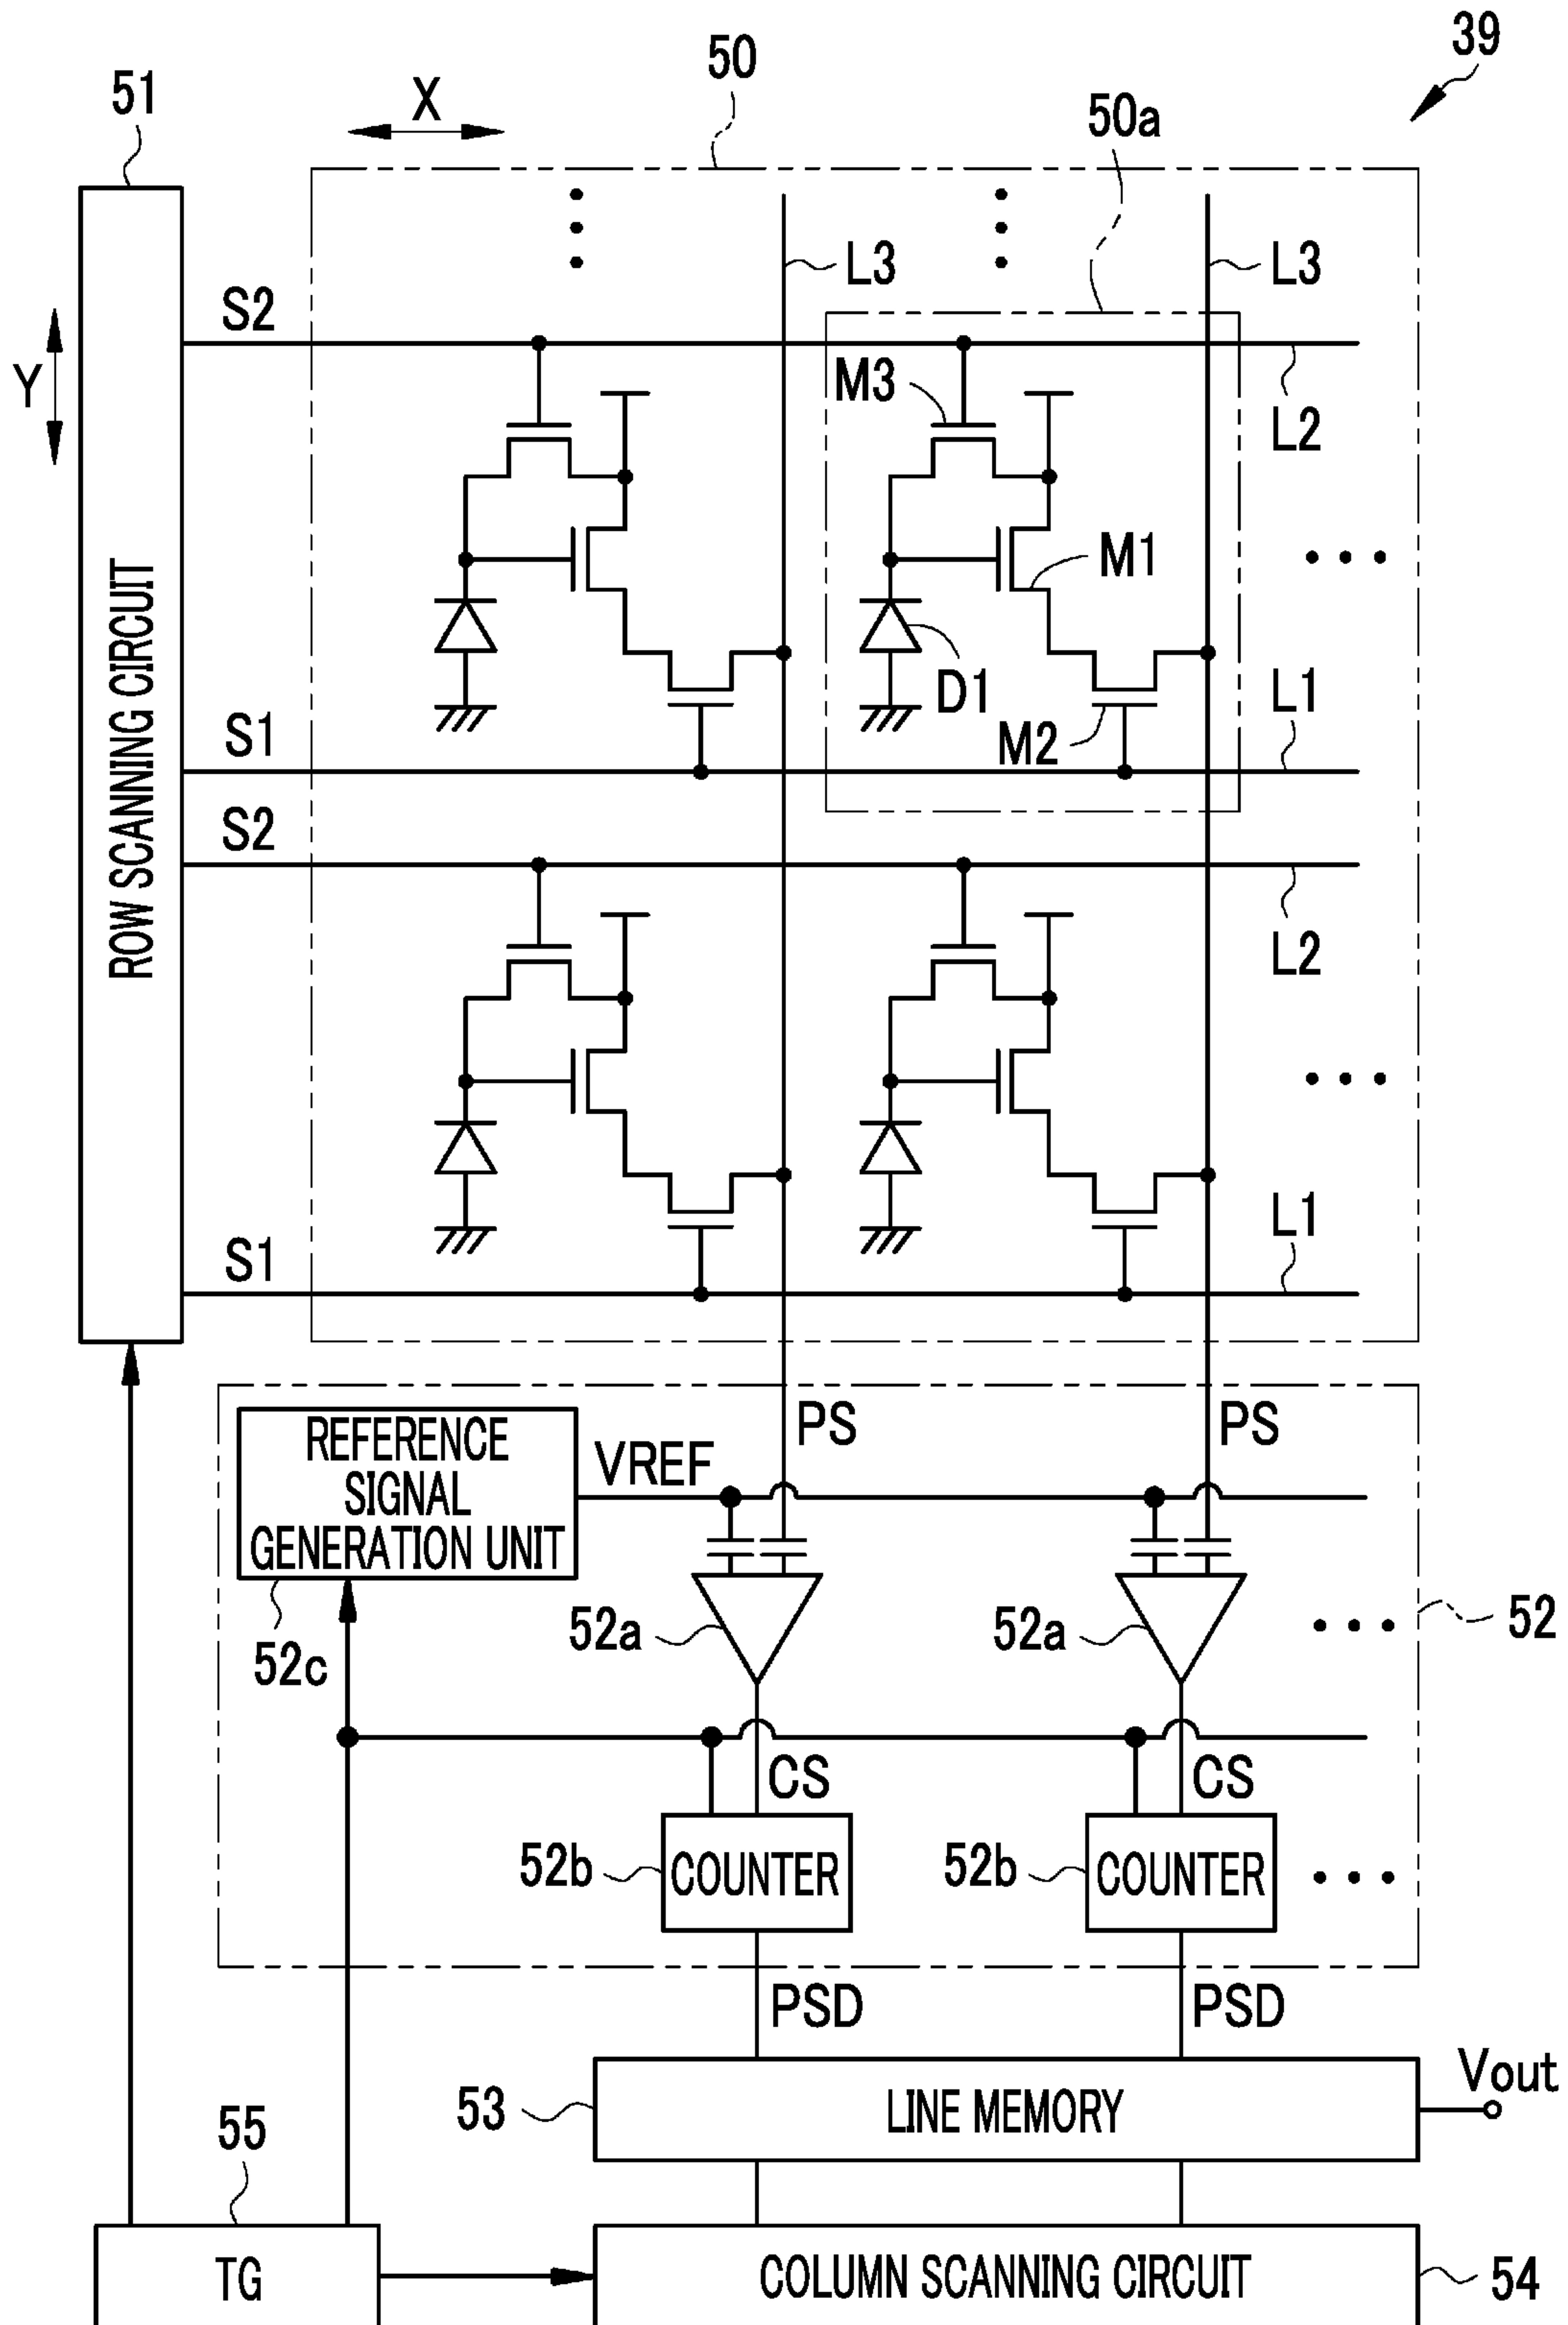 39
50
51
X
50a
L3
L3
S2
Y
M3
L2
M1
ROW SCANNING CIRCUIT
D1
L1
S1
M2
S2
L2
L1
S1
PS
PS
REFERENCE
SIGNAL
GENERATION UNIT
VREF
52a
52a
52
52c
CS
CS
52b
COUNTER
52b
COUNTER
PSD
PSD
Vout
53
LINE MEMORY
55
TG
COLUMN SCANNING CIRCUIT
54